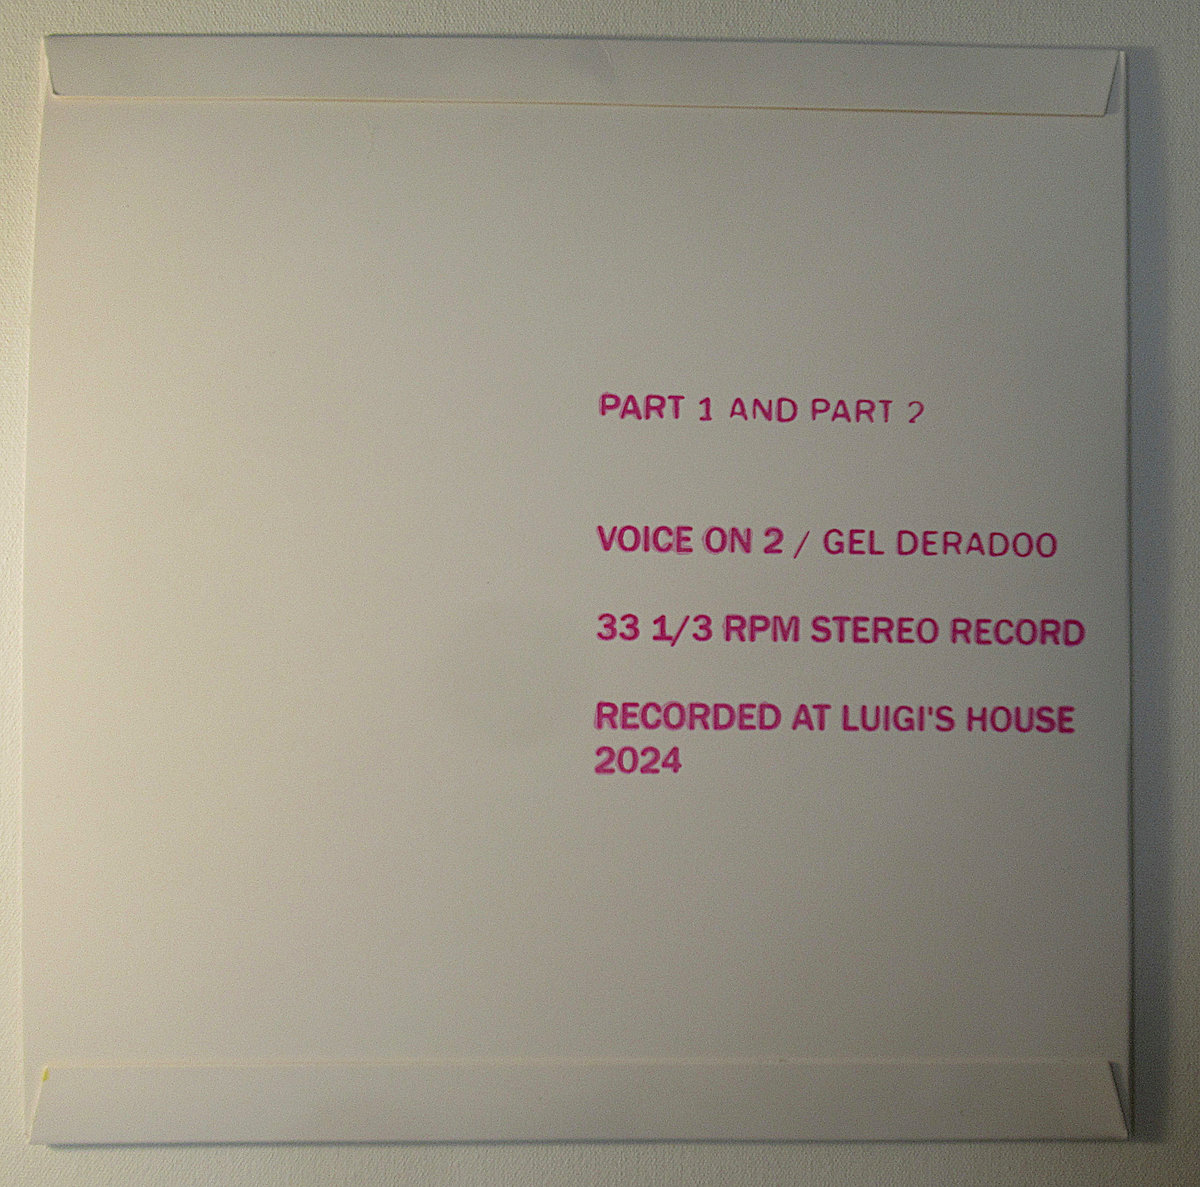 PART 1 AND PART 2
VOICE ON 2 / GEL DERADOO
33 1/3 RPM STEREO RECORD
RECORDED AT LUIGI'S HOUSE
2024